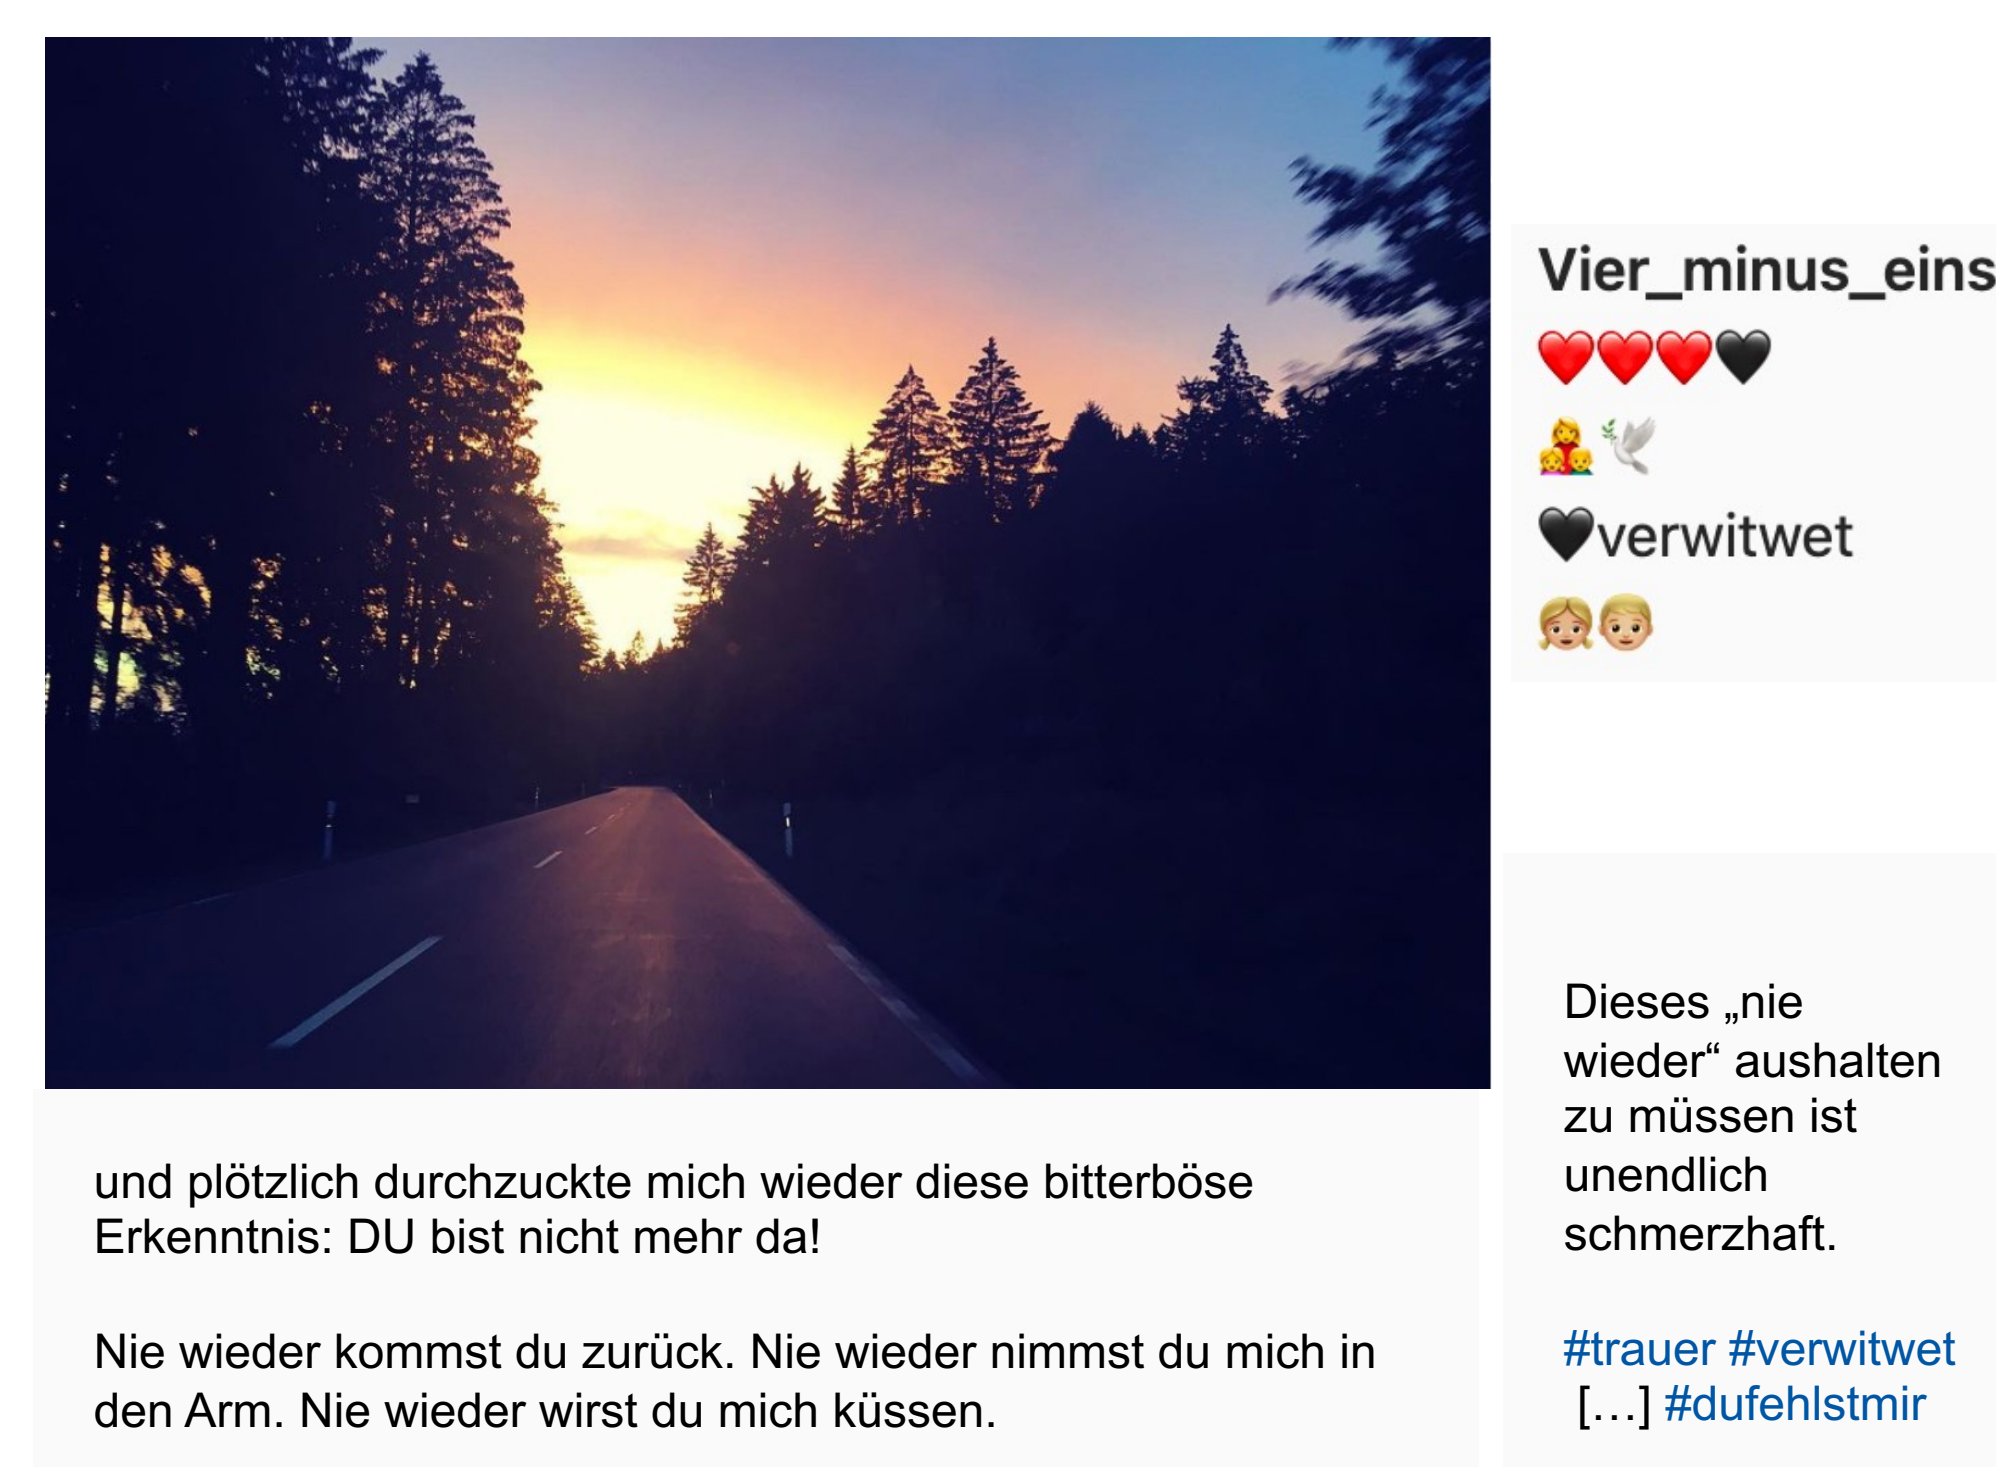 Vier_minus_eins
❤️❤️❤️🖤
👩‍👧‍👦🕊️
🖤verwitwet
👧🏼👦🏼
und plötzlich durchzuckte mich wieder diese bitterböse
Erkenntnis: DU bist nicht mehr da!
Nie wieder kommst du zurück. Nie wieder nimmst du mich in
den Arm. Nie wieder wirst du mich küssen.
Dieses „nie
wieder“ aushalten
zu müssen ist
unendlich
schmerzhaft.
#trauer #verwitwet
[…] #dufehlstmir